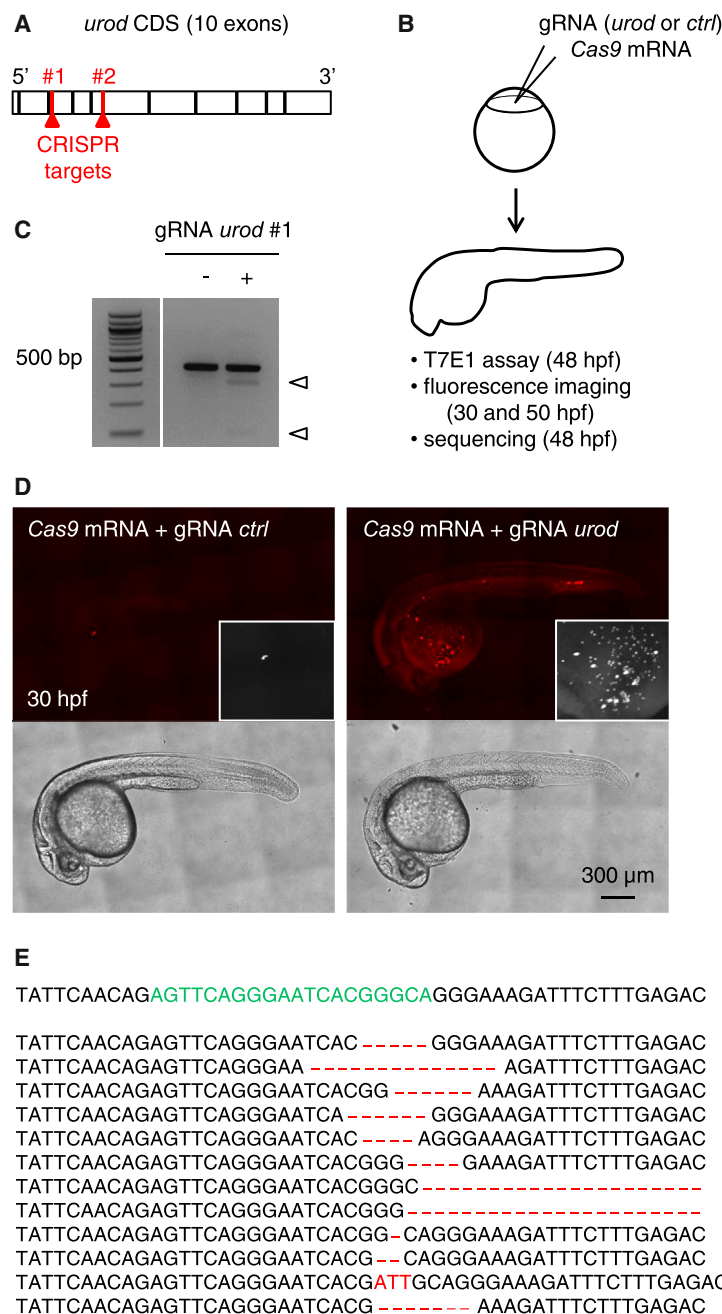 A
urod CDS (10 exons)
5’ #1 #2 3’
CRISPR
targets
B
gRNA (urod or ctrl)
Cas9 mRNA
• T7E1 assay (48 hpf)
• fluorescence imaging
(30 and 50 hpf)
• sequencing (48 hpf)
C
gRNA urod #1
- +
500 bp
D
Cas9 mRNA + gRNA ctrl
30 hpf
Cas9 mRNA + gRNA urod
300 µm
E
TATTCAACAGAGTTCAGGGAATCACGGGCAGGGAAAGATTTCTTTGAGAC
TATTCAACAGAGTTCAGGGAATCAC-----GGGAAAGATTTCTTTGAGAC
TATTCAACAGAGTTCAGGGAA--------------AGATTTCTTTGAGAC
TATTCAACAGAGTTCAGGGAATCACGG------AAAGATTTCTTTGAGAC
TATTCAACAGAGTTCAGGGAATCA------GGGAAAGATTTCTTTGAGAC
TATTCAACAGAGTTCAGGGAATCAC----AGGGAAAGATTTCTTTGAGAC
TATTCAACAGAGTTCAGGGAATCACGGG----GAAAGATTTCTTTGAGAC
TATTCAACAGAGTTCAGGGAATCACGGGC---------------------
TATTCAACAGAGTTCAGGGAATCACGGG----------------------
TATTCAACAGAGTTCAGGGAATCACGG-CAGGGAAAGATTTCTTTGAGAC
TATTCAACAGAGTTCAGGGAATCACG--CAGGGAAAGATTTCTTTGAGAC
TATTCAACAGAGTTCAGGGAATCACGATTGCAGGGAAAGATTTCTTTGAGAC
TATTCAACAGAGTTCAGGGAATCACG-------AAAGATTTCTTTGAGAC